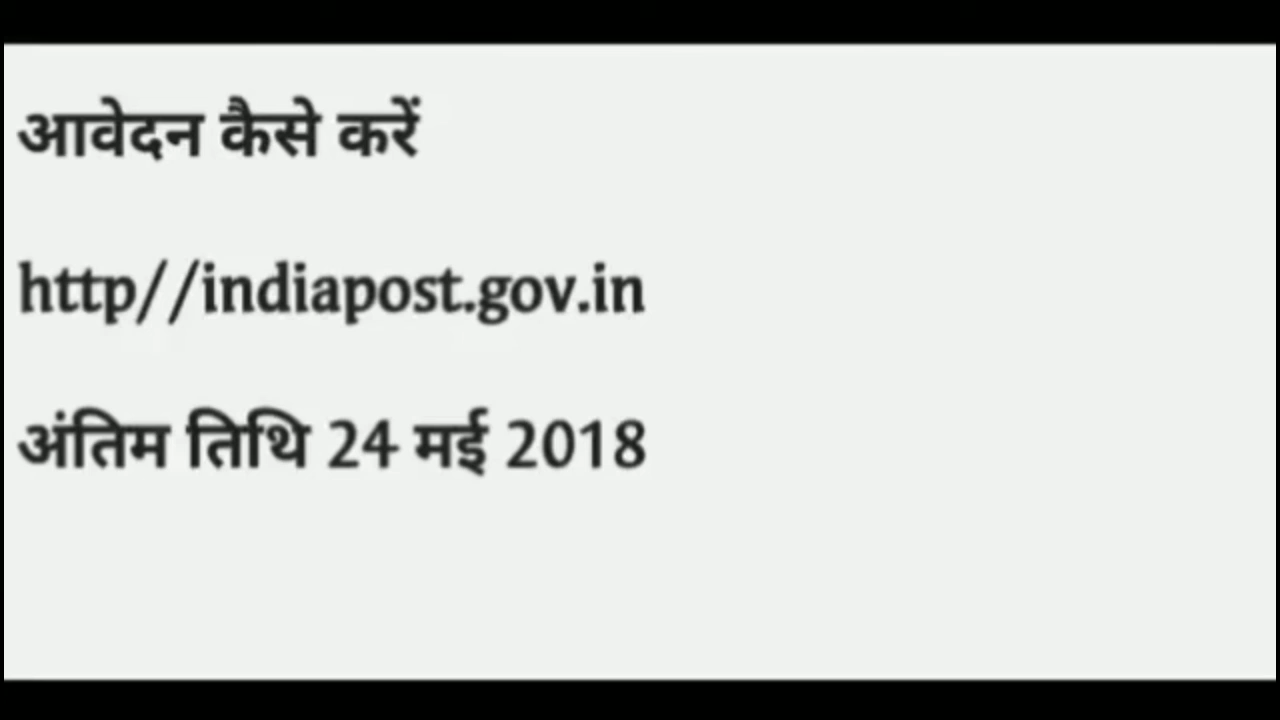 आवेदन कैसे करें
http//indiapost.gov.in
अंतिम तिथि 24 मई 2018